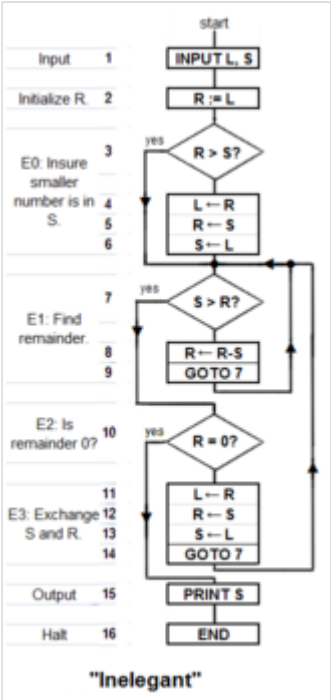 start
Input 1 INPUT L, S
Initialize R. 2 R := L
yes
3 R > S?
E0: Insure
smaller
number is in
S.
4 L ← R
5 R ← S
6 S ← L
yes
7 S > R?
E1: Find
remainder.
8 R ← R-S
9 GOTO 7
E2: Is
remainder 0?
10
yes
R = 0?
11 L ← R
E3: Exchange 12 R ← S
S and R. 13 S ← L
14 GOTO 7
Output 15 PRINT S
Halt 16 END
"Inelegant"